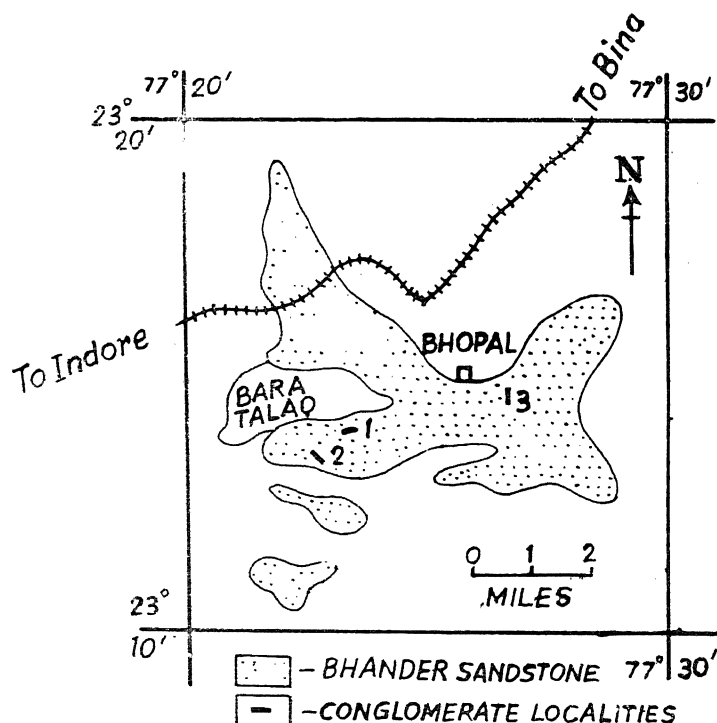 77° 20'
To Bina
77° 30'
23°
20'
N
BHOPAL
To Indore
BARA
TALAO
1
2
3
0 1 2
MILES
23°
10'
77° 30'
– BHANDER SANDSTONE
– CONGLOMERATE LOCALITIES